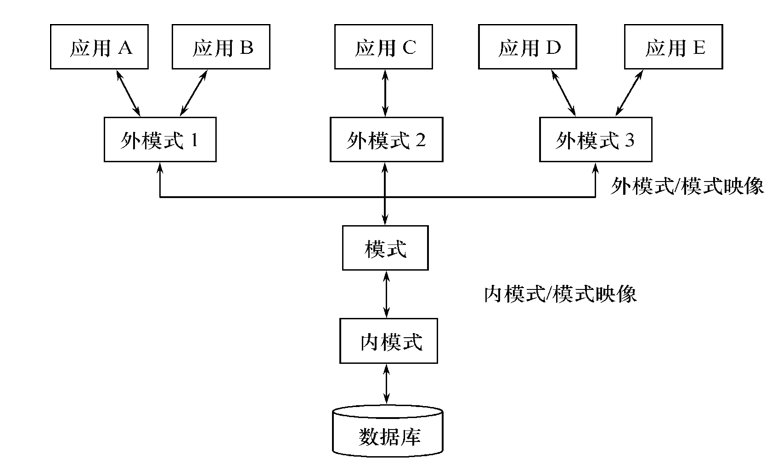 应用 A
应用 B
应用 C
应用 D
应用 E
外模式 1
外模式 2
外模式 3
外模式/模式映像
模式
内模式/模式映像
内模式
数据库